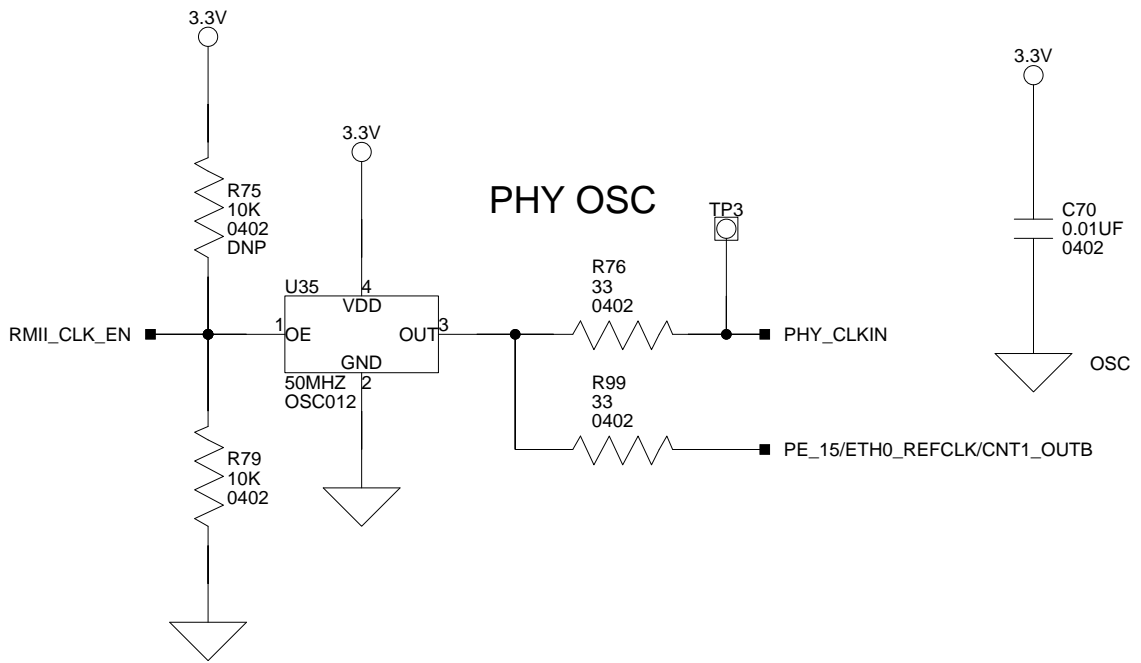 3.3V
3.3V
3.3V
R75
10K
0402
DNP
PHY OSC
TP3
C70
0.01UF
0402
R76
33
0402
U35
4
VDD
RMII_CLK_EN
1
OE
OUT
3
PHY_CLKIN
GND
2
50MHZ
OSC012
OSC
R99
33
0402
PE_15/ETH0_REFCLK/CNT1_OUTB
R79
10K
0402